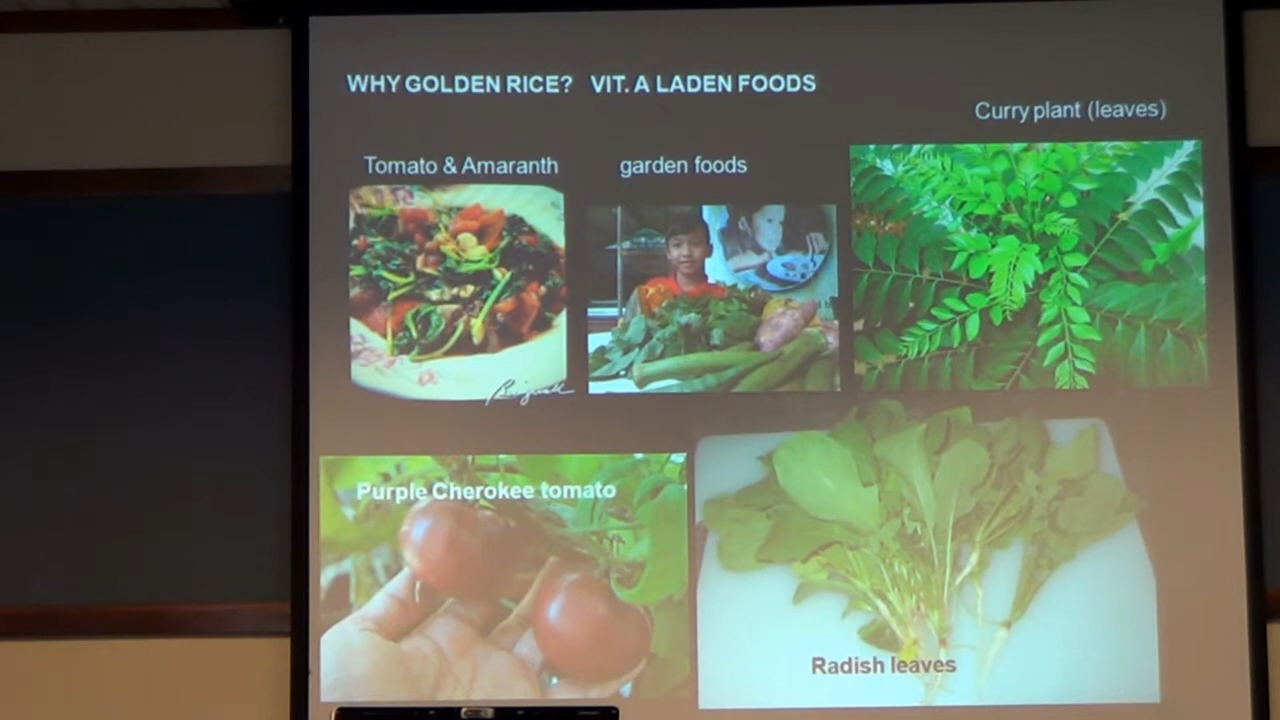 WHY GOLDEN RICE? VIT. A LADEN FOODS
Curry plant (leaves)
Tomato & Amaranth
garden foods
Purple Cherokee tomato
Radish leaves